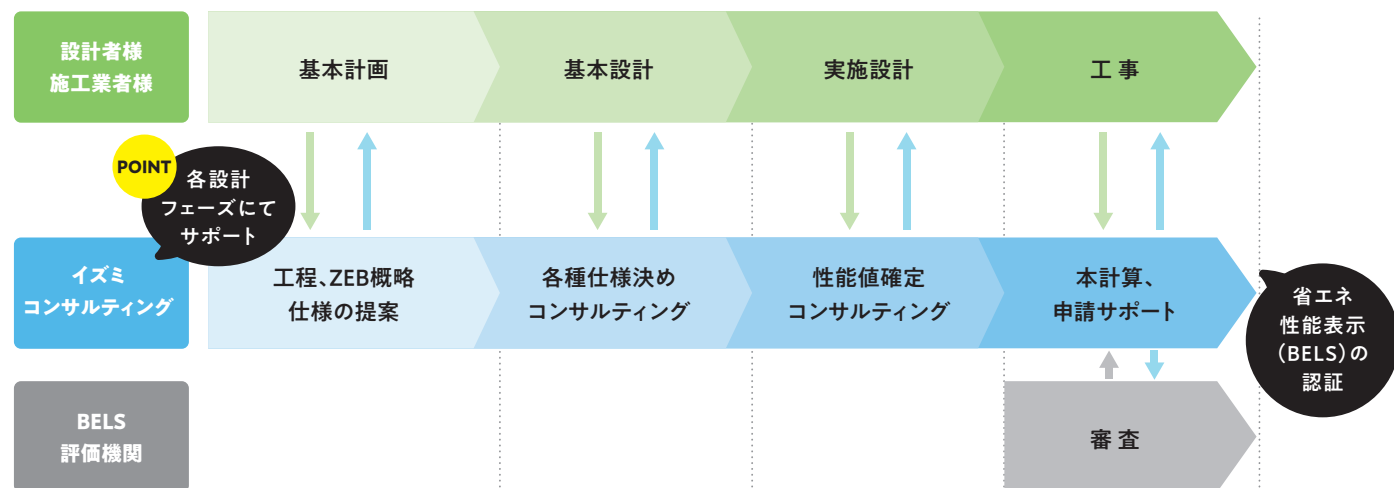 設計者様
施工業者様
基本計画
基本設計
実施設計
工事
POINT
各設計
フェーズにて
サポート
イズミ
コンサルティング
工程、ZEB概略
仕様の提案
各種仕様決め
コンサルティング
性能値確定
コンサルティング
本計算、
申請サポート
省エネ
性能表示
（BELS）の
認証
BELS
評価機関
審査